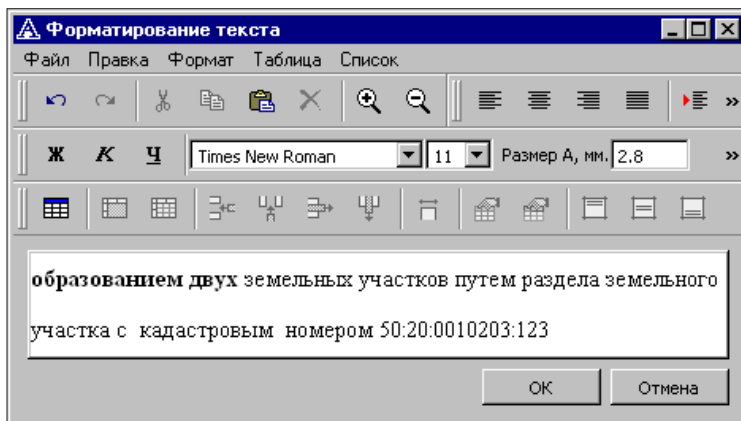 Форматирование текста
Файл Правка Формат Таблица Список
Ж К Ч Times New Roman 11 Размер А, мм. 2.8
образованием двух земельных участков путем раздела земельного
участка с кадастровым номером 50:20:0010203:123
ОК Отмена